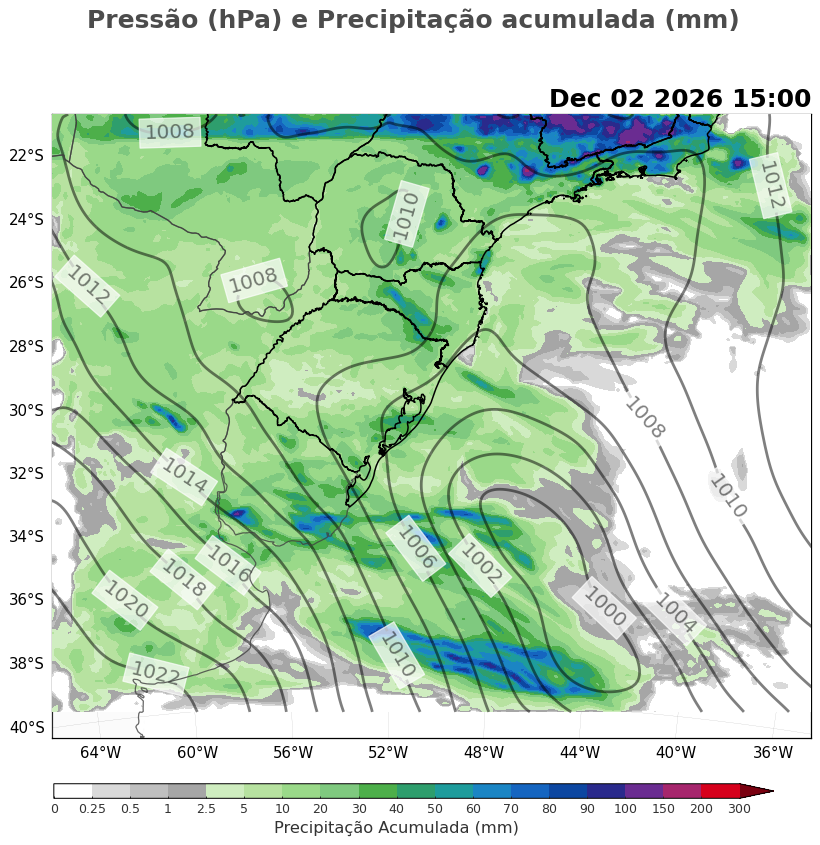 Pressão (hPa) e Precipitação acumulada (mm)
Dec 02 2026 15:00
1008
22°S
1012
24°S
1010
26°S
1012
1008
28°S
30°S
1008
32°S
1014
1010
34°S
1006
1016
1002
36°S
1018
1020
1000
1004
38°S
1010
1022
40°S
64°W 60°W 56°W 52°W 48°W 44°W 40°W 36°W
0 0.25 0.5 1 2.5 5 10 20 30 40 50 60 70 80 90 100 150 200 300
Precipitação Acumulada (mm)